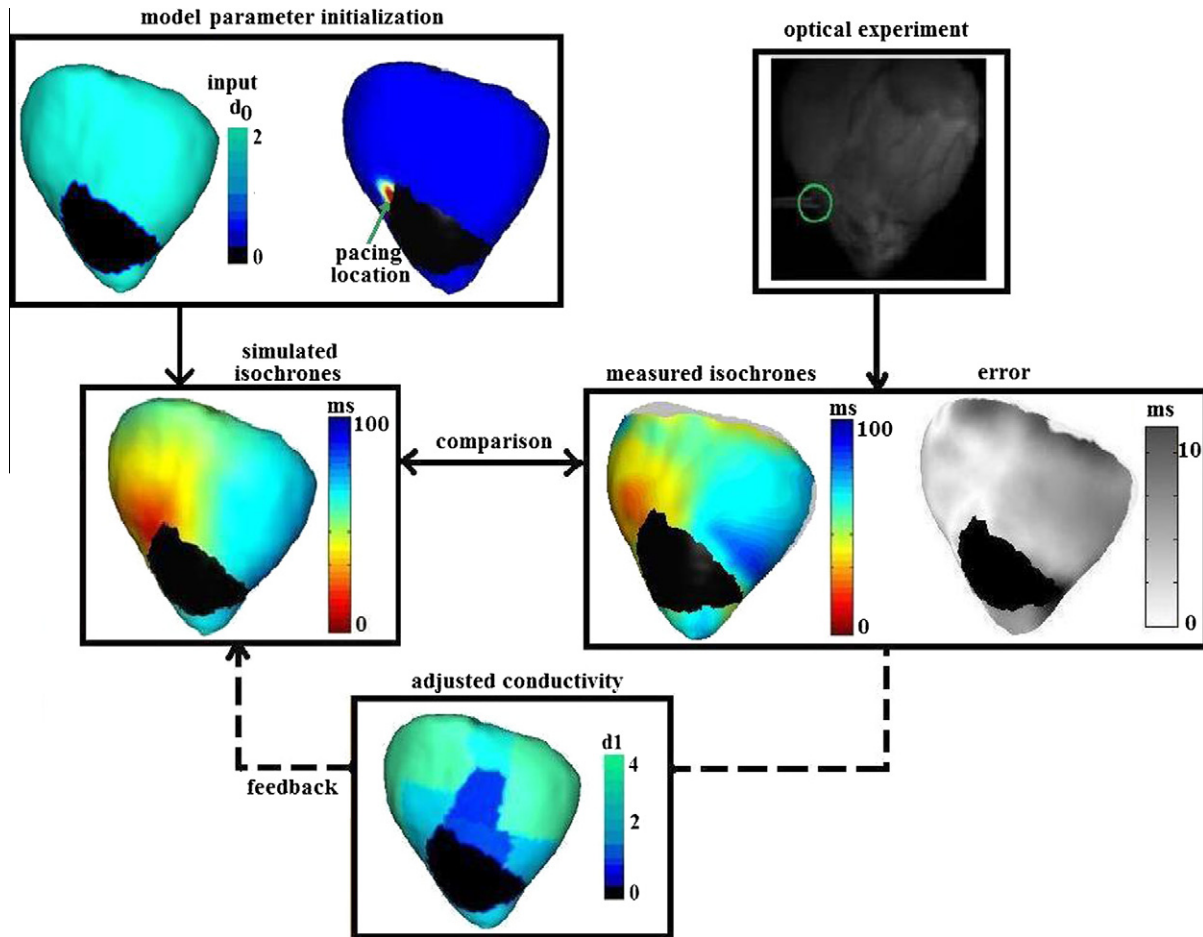 model parameter initialization
optical experiment
input
d0
2
0
pacing
location
simulated
isochrones
measured isochrones
error
ms
100
0
comparison
ms
100
0
ms
10
0
adjusted conductivity
d1
4
2
0
feedback